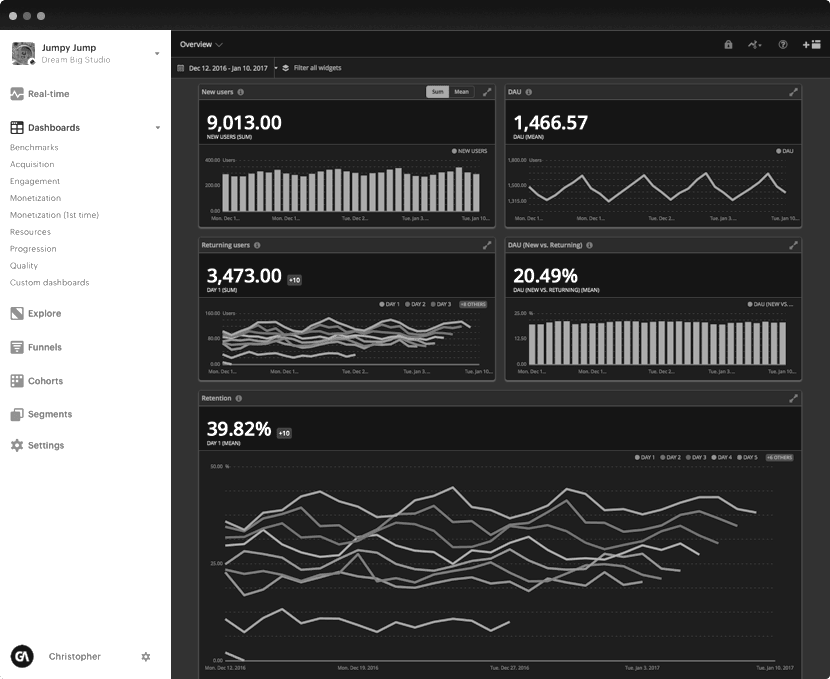 Jumpy Jump
Dream Big Studio
Real-time
Dashboards
Benchmarks
Acquisition
Engagement
Monetization
Monetization (1st time)
Resources
Progression
Quality
Custom dashboards
Explore
Funnels
Cohorts
Segments
Settings
GA
Christopher
Overview
Dec 12. 2016 - Jan 10. 2017 Filter all widgets
New users
Sum Mean
9,013.00
NEW USERS (SUM)
NEW USERS
400.00 Users
200.00
0.00
Mon. Dec 1... Mon. Dec 1... Tue. Dec 2... Tue. Jan 3.... Tue. Jan 10...
DAU
1,466.57
DAU (MEAN)
DAU
1,800.00 Users
1,315.00
Mon. Dec 1... Mon. Dec 1... Tue. Dec 2... Tue. Jan 3.... Tue. Jan 10...
Returning users
3,473.00 +10
DAY 1 (SUM)
DAY 1 DAY 2 DAY 3 +8 OTHERS
160.00 Users
80.00
0.00
Mon. Dec 1... Mon. Dec 1... Tue. Dec 2... Tue. Jan 3.... Tue. Jan 10...
DAU (New vs. Returning)
20.49%
DAU (NEW VS. RETURNING) (MEAN)
DAU (NEW VS....
25.00 %
0.00
Mon. Dec 1... Mon. Dec 1... Tue. Dec 2... Tue. Jan 3.... Tue. Jan 10...
Retention
39.82% +10
DAY 1 (MEAN)
DAY 1 DAY 2 DAY 3 DAY 4 DAY 5 +6 OTHERS
25.00
0.00
Mon. Dec 12, 2016 Mon. Dec 19, 2016 Tue. Dec 27, 2016 Tue. Jan 3, 2017 Tue. Jan 10, 2017